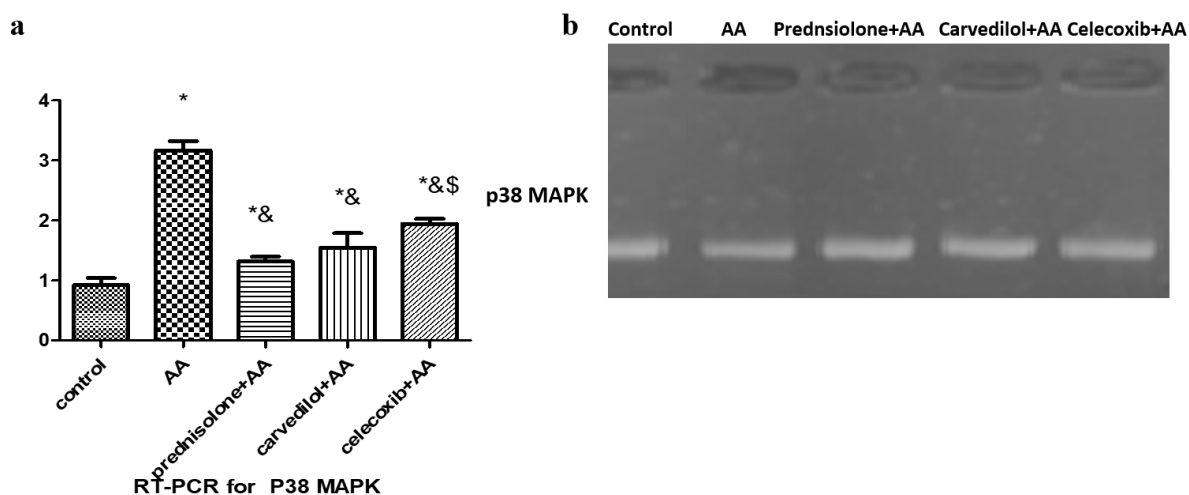 a
4
3
2
1
0
*
*&
*&
*&$
control
AA
prednisolone+AA
carvedilol+AA
celecoxib+AA
RT-PCR for P38 MAPK
b
Control AA Prednsiolone+AA Carvedilol+AA Celecoxib+AA
p38 MAPK